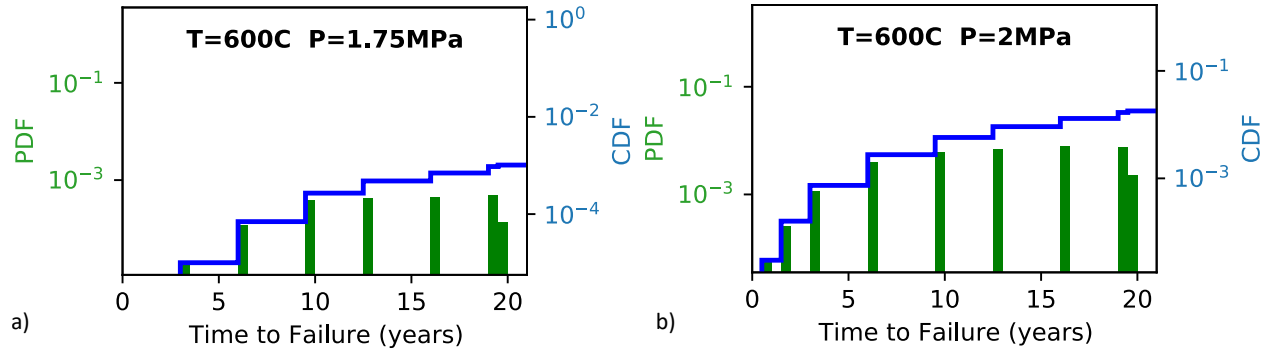 T=600C P=1.75MPa
PDF
10⁻¹
10⁻³
10⁰
10⁻²
10⁻⁴
CDF
0 5 10 15 20
Time to Failure (years)
a)
T=600C P=2MPa
PDF
10⁻¹
10⁻³
10⁻¹
10⁻³
CDF
0 5 10 15 20
Time to Failure (years)
b)